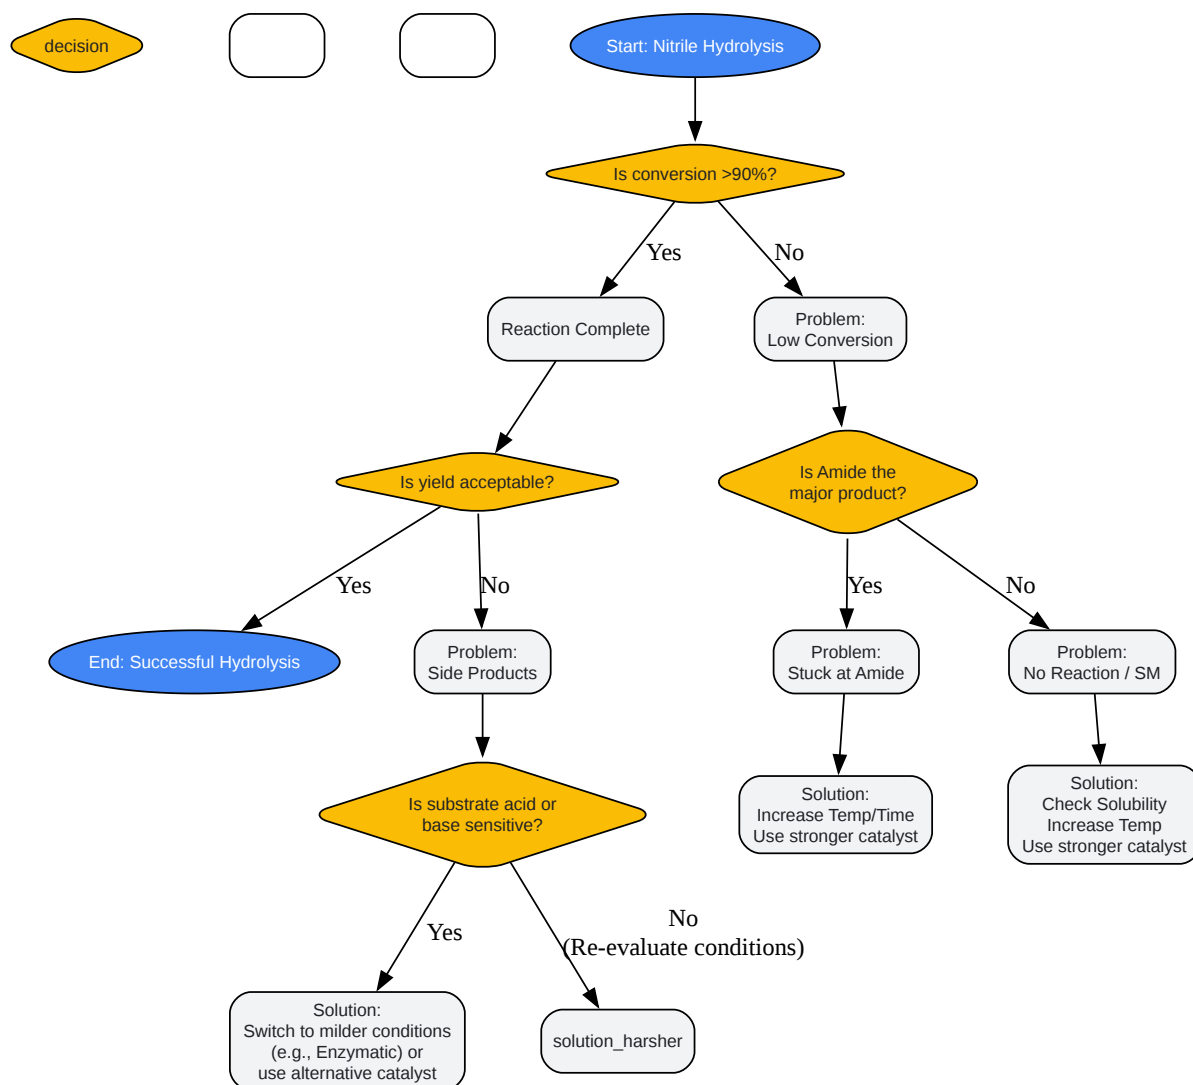 decision
Start: Nitrile Hydrolysis
Is conversion >90%?
Yes
No
Reaction Complete
Problem:
Low Conversion
Is yield acceptable?
Is Amide the
major product?
Yes
No
Yes
No
End: Successful Hydrolysis
Problem:
Side Products
Problem:
Stuck at Amide
Problem:
No Reaction / SM
Is substrate acid or
base sensitive?
Solution:
Increase Temp/Time
Use stronger catalyst
Solution:
Check Solubility
Increase Temp
Use stronger catalyst
Yes
No
(Re-evaluate conditions)
Solution:
Switch to milder conditions
(e.g., Enzymatic) or
use alternative catalyst
solution_harsher